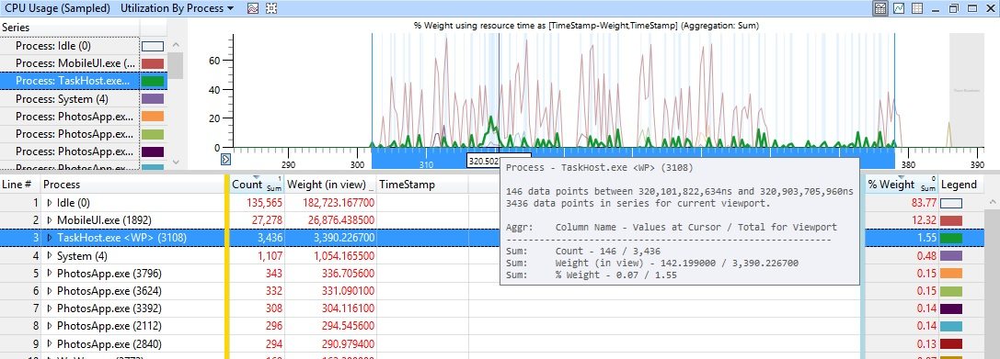 CPU Usage (Sampled) Utilization By Process
Series
% Weight using resource time as [TimeStamp-Weight,TimeStamp] (Aggregation: Sum)
Process: Idle (0)
Process: MobileUI.exe (...
Process: TaskHost.exe...
Process: System (4)
Process: PhotosApp.ex...
Process: PhotosApp.ex...
Process: PhotosApp.ex...
Process: PhotosApp.ex...
60
40
20
0
290 300 310 320.502 380 390
Line # Process Count Sum Weight (in view) ... Sum TimeStamp % Weight Sum Legend
1 Idle (0) 135,565 182,723.167700 83.77
2 MobileUI.exe (1892) 27,278 26,876.438500 12.32
3 TaskHost.exe <WP> (3108) 3,436 3,390.226700 1.55
4 System (4) 1,107 1,054.165500 0.48
5 PhotosApp.exe (3796) 343 336.705600 0.15
6 PhotosApp.exe (3624) 332 331.090100 0.15
7 PhotosApp.exe (3392) 308 304.116100 0.14
8 PhotosApp.exe (2112) 296 294.545600 0.14
9 PhotosApp.exe (2840) 294 290.979400 0.13
Process - TaskHost.exe <WP> (3108)
146 data points between 320,101,822,634ns and 320,903,705,960ns
3436 data points in series for current viewport.
Aggr: Column Name - Values at Cursor / Total for Viewport
Sum: Count - 146 / 3,436
Sum: Weight (in view) - 142.199000 / 3,390.226700
Sum: % Weight - 0.07 / 1.55